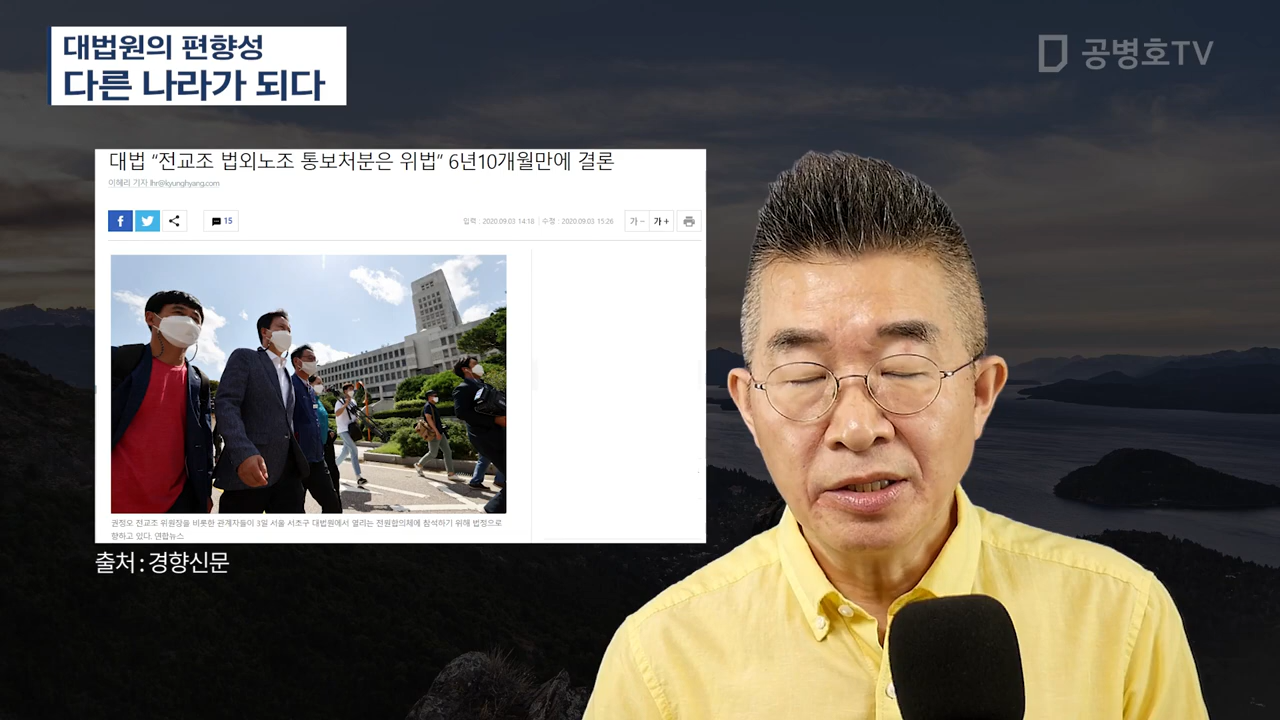 대법원의 편향성
다른 나라가 되다
공병호TV
대법 “전교조 법외노조 통보처분은 위법” 6년10개월만에 결론
이혜리 기자 lhr@kyunghyang.com
15
입력 : 2020.09.03 14:18 | 수정 : 2020.09.03 15:26
가 -
가 +
권정오 전교조 위원장을 비롯한 관계자들이 3일 서울 서초구 대법원에서 열리는 전원합의체에 참석하기 위해 법정으로
향하고 있다. 연합뉴스
출처 : 경향신문